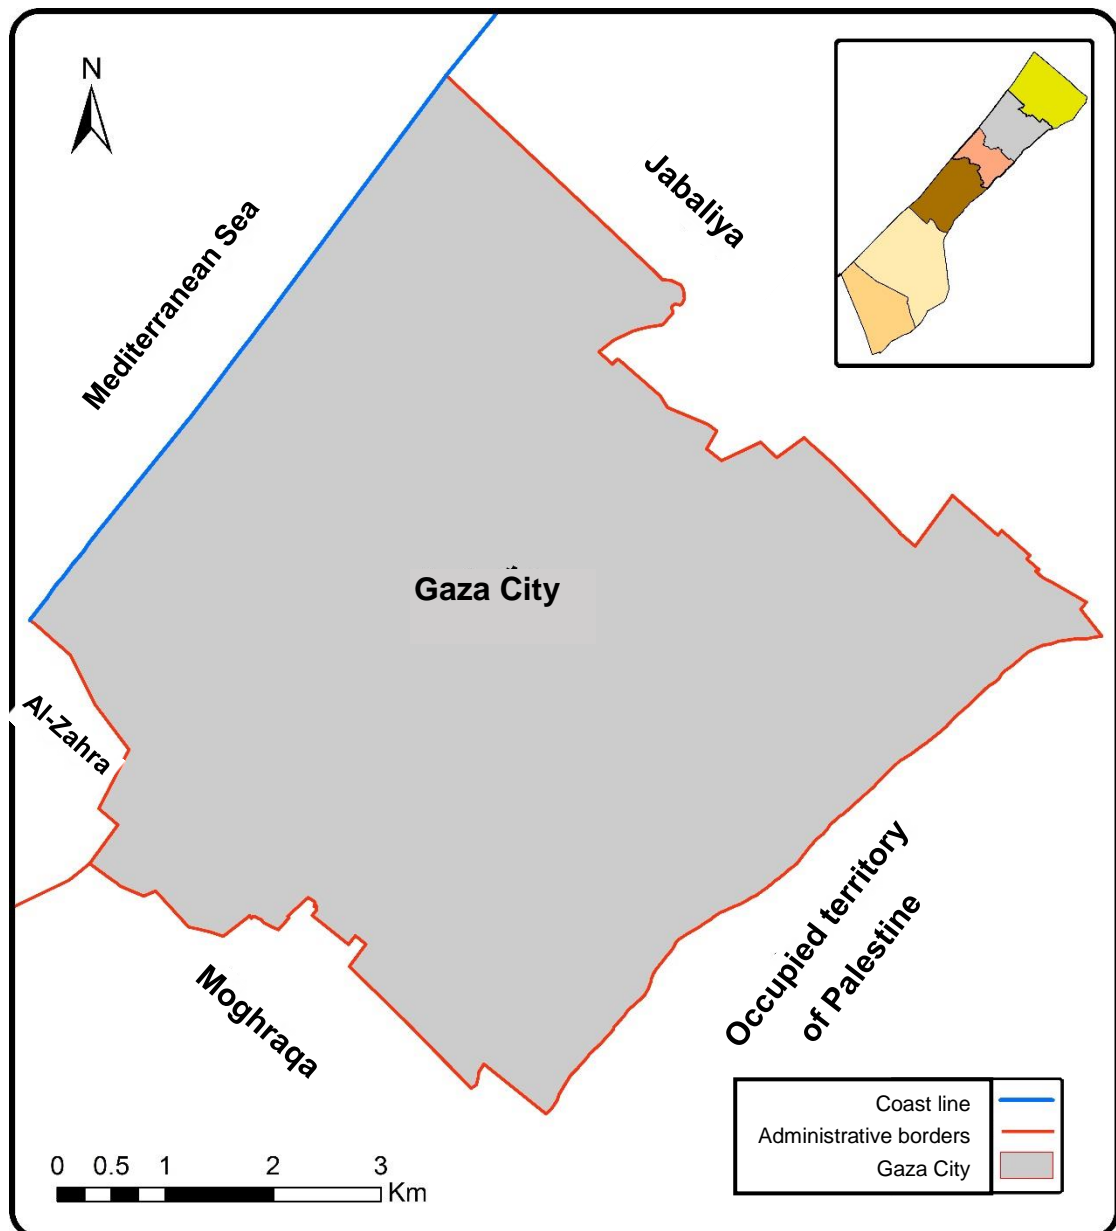 N
Jabaliya
Mediterranean Sea
Gaza City
Al-Zahra
Occupied territory
of Palestine
Moghraqa
Coast line
Administrative borders
Gaza City
0 0.5 1 2 3
Km